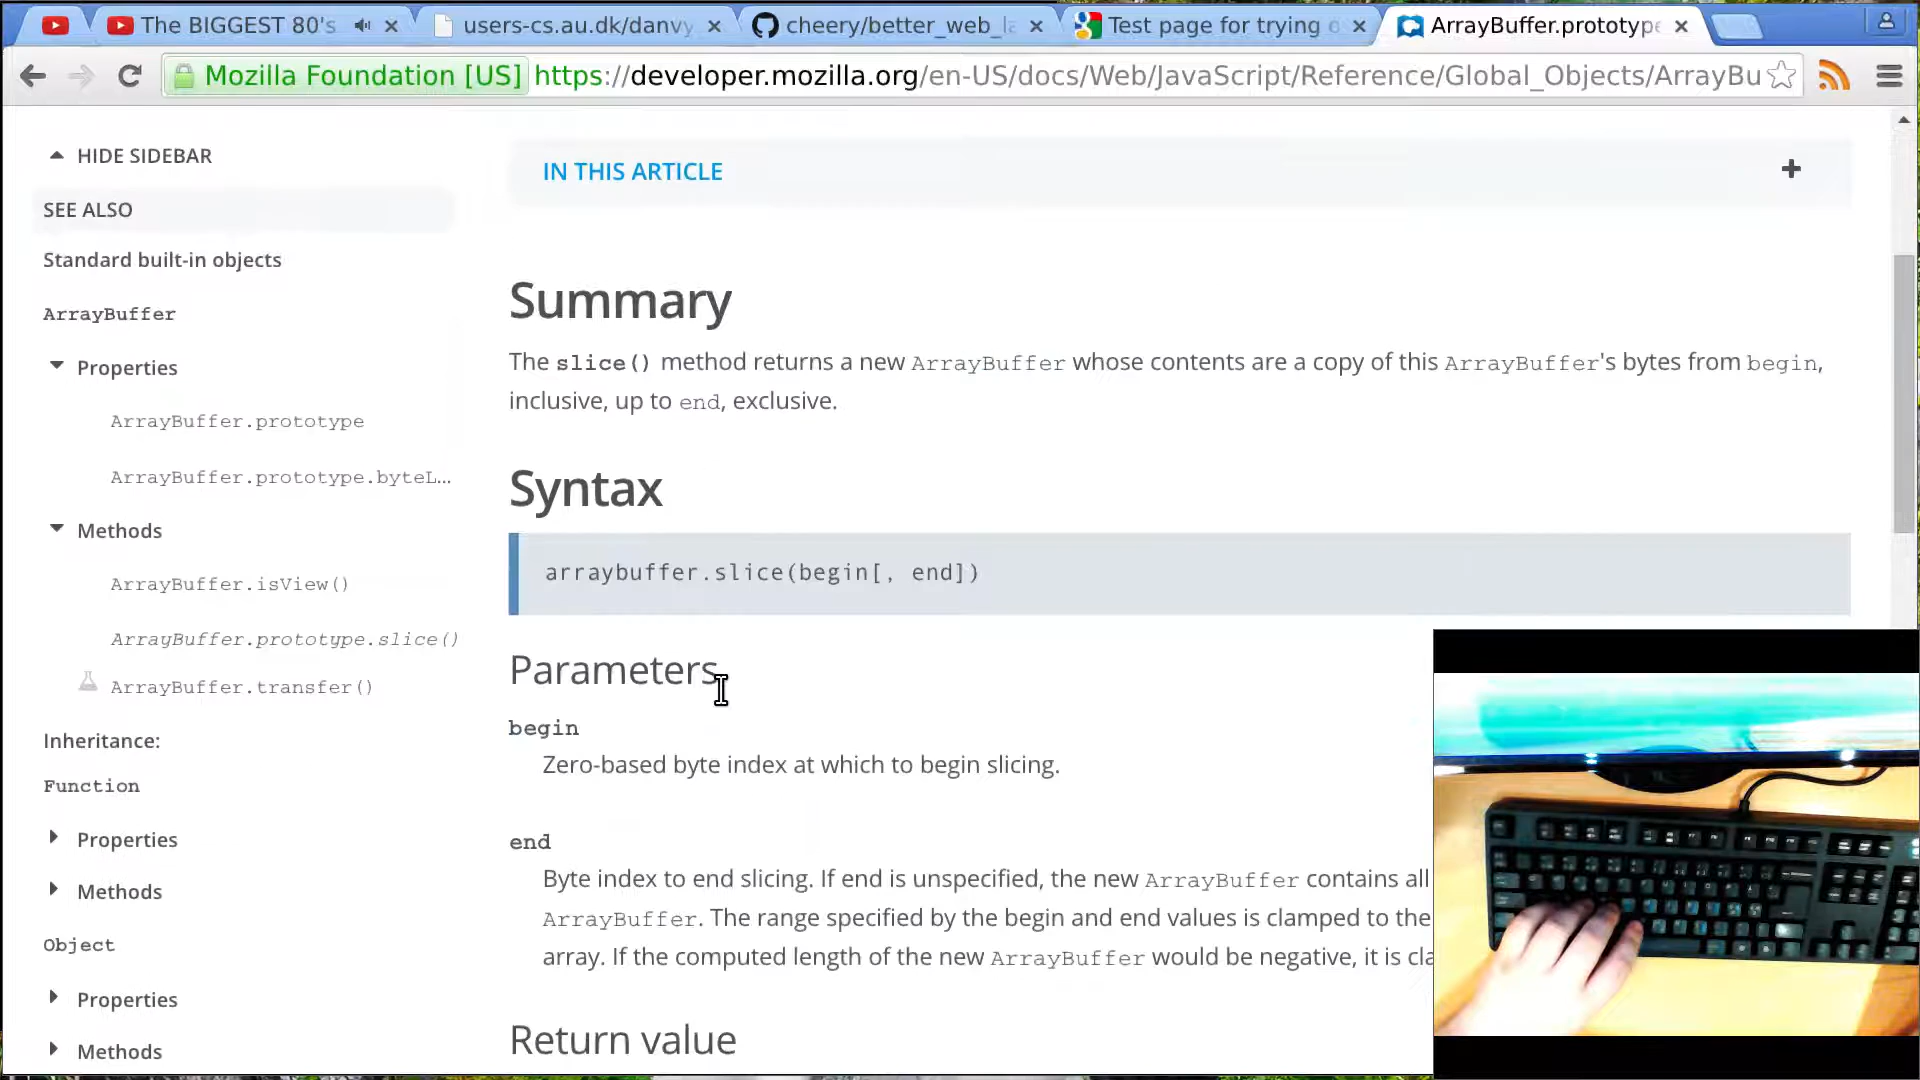 The BIGGEST 80's
users-cs.au.dk/danvy
cheery/better_web_la
Test page for trying o
ArrayBuffer.prototype
Mozilla Foundation [US]
https://developer.mozilla.org/en-US/docs/Web/JavaScript/Reference/Global_Objects/ArrayBu
HIDE SIDEBAR
SEE ALSO
Standard built-in objects
ArrayBuffer
Properties
ArrayBuffer.prototype
ArrayBuffer.prototype.byteL...
Methods
ArrayBuffer.isView()
ArrayBuffer.prototype.slice()
ArrayBuffer.transfer()
Inheritance:
Function
Properties
Methods
Object
Properties
Methods
IN THIS ARTICLE
Summary
The slice() method returns a new ArrayBuffer whose contents are a copy of this ArrayBuffer's bytes from begin,
inclusive, up to end, exclusive.
Syntax
arraybuffer.slice(begin[, end])
Parameters
begin
Zero-based byte index at which to begin slicing.
end
Byte index to end slicing. If end is unspecified, the new ArrayBuffer contains all
ArrayBuffer. The range specified by the begin and end values is clamped to the
array. If the computed length of the new ArrayBuffer would be negative, it is cla
Return value